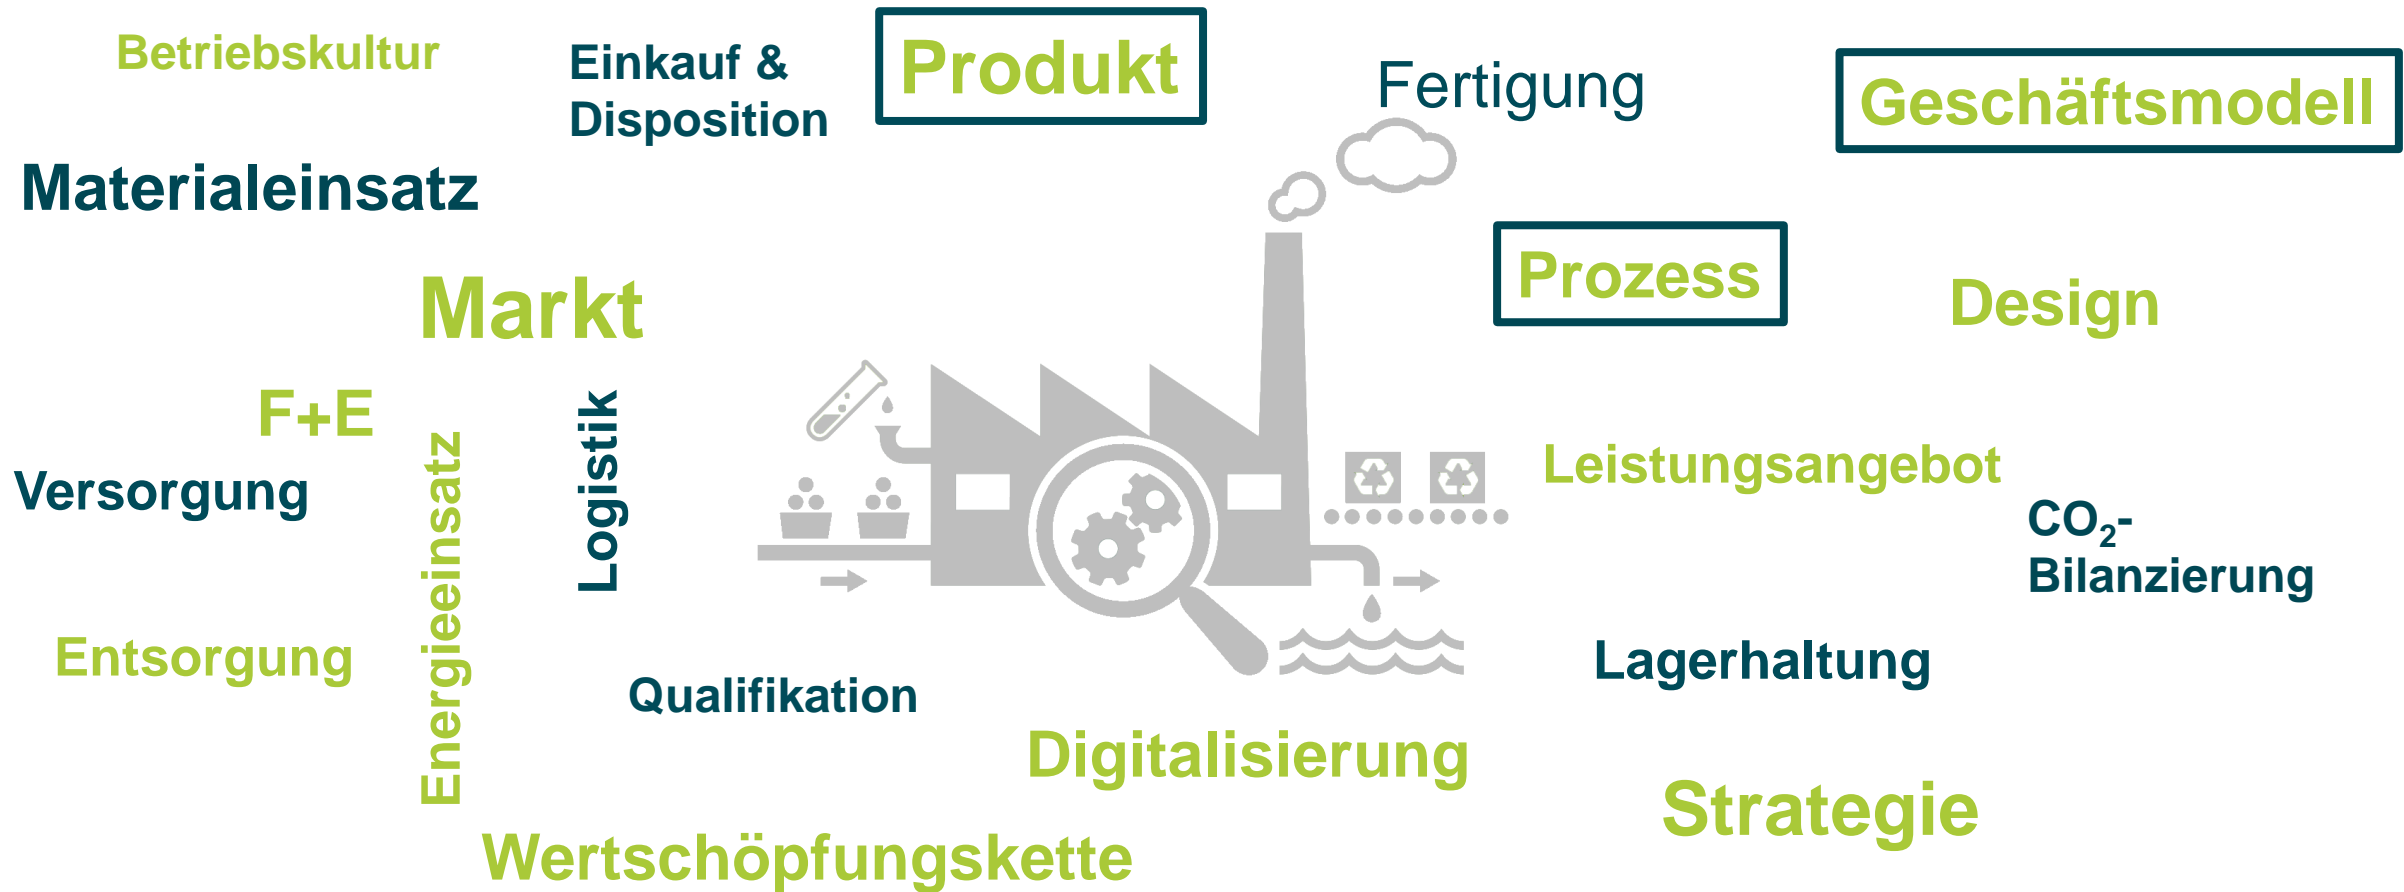 Betriebskultur
Einkauf &
Disposition
Produkt
Fertigung
Geschäftsmodell
Materialeinsatz
Markt
Prozess
Design
F+E
Versorgung
Energieeinsatz
Logistik
Leistungsangebot
CO₂-
Bilanzierung
Entsorgung
Qualifikation
Lagerhaltung
Digitalisierung
Strategie
Wertschöpfungskette